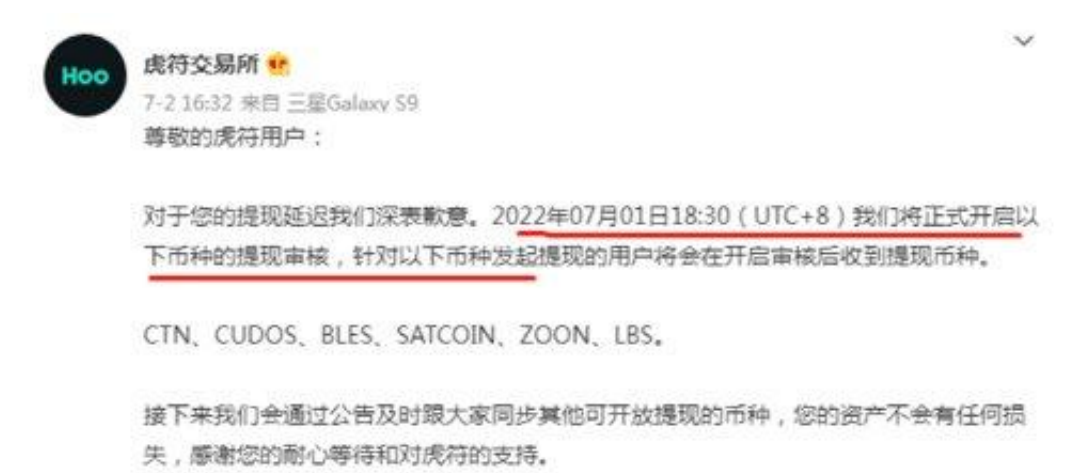 Hoo
虎符交易所
7-2 16:32 来自 三星Galaxy S9
尊敬的虎符用户：
对于您的提现延迟我们深表歉意。2022年07月01日18:30（UTC+8）我们将正式开启以
下币种的提现审核，针对以下币种发起提现的用户将会在开启审核后收到提现币种。
CTN、CUDOS、BLES、SATCOIN、ZOON、LBS。
接下来我们会通过公告及时跟大家同步其他可开放提现的币种，您的资产不会有任何损
失，感谢您的耐心等待和对虎符的支持。